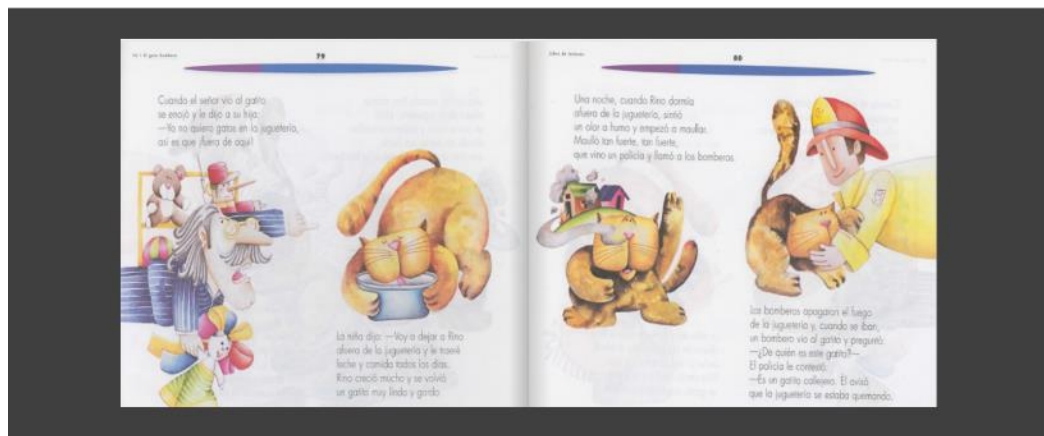 79
Cuando el señor vio al gatito
se enojó y le dijo a su hija:
—Yo no quiero gatos en la juguetería,
así es que ¡fuera de aquí!
La niña dijo: —Voy a dejar a Rino
afuera de la juguetería y le traeré
leche y comida todos los días.
Rino creció mucho y se volvió
un gatito muy lindo y gordo.
Libro de lecturas
80
Una noche, cuando Rino dormía
afuera de la juguetería, sintió
un olor a humo y empezó a maullar.
Maulló tan fuerte, tan fuerte,
que vino un policía y llamó a los bomberos.
Los bomberos apagaron el fuego
de la juguetería y, cuando se iban,
un bombero vio al gatito y preguntó:
—¿De quién es este gatito?—
El policía le contestó:
—Es un gatito callejero. Él avisó
que la juguetería se estaba quemando.